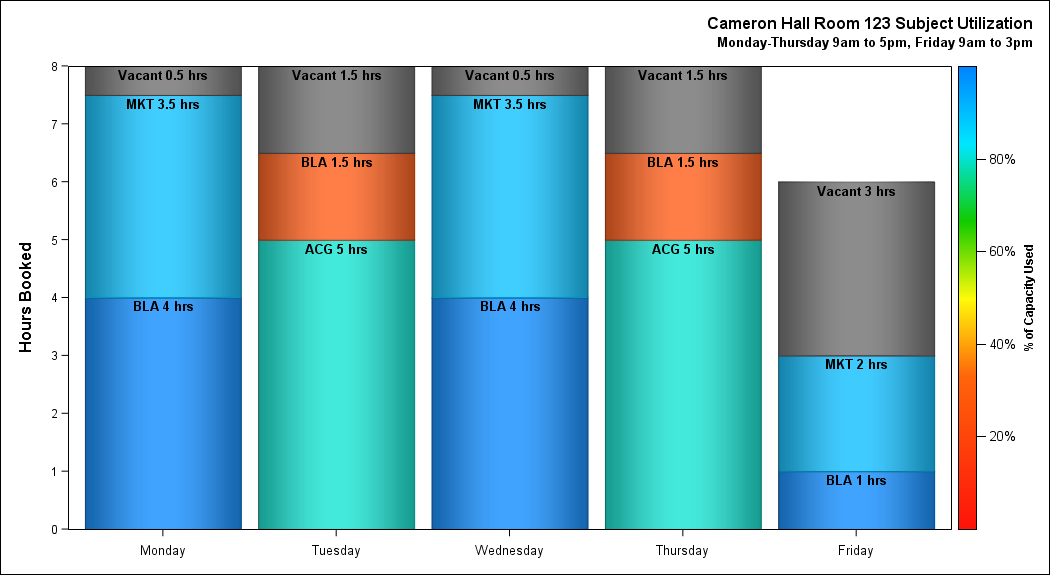 Cameron Hall Room 123 Subject Utilization
Monday-Thursday 9am to 5pm, Friday 9am to 3pm
Hours Booked
8
7
6
5
4
3
2
1
0
Vacant 0.5 hrs
MKT 3.5 hrs
BLA 4 hrs
Vacant 1.5 hrs
BLA 1.5 hrs
ACG 5 hrs
Vacant 0.5 hrs
MKT 3.5 hrs
BLA 4 hrs
Vacant 1.5 hrs
BLA 1.5 hrs
ACG 5 hrs
Vacant 3 hrs
MKT 2 hrs
BLA 1 hrs
Monday
Tuesday
Wednesday
Thursday
Friday
80%
60%
40%
20%
% of Capacity Used